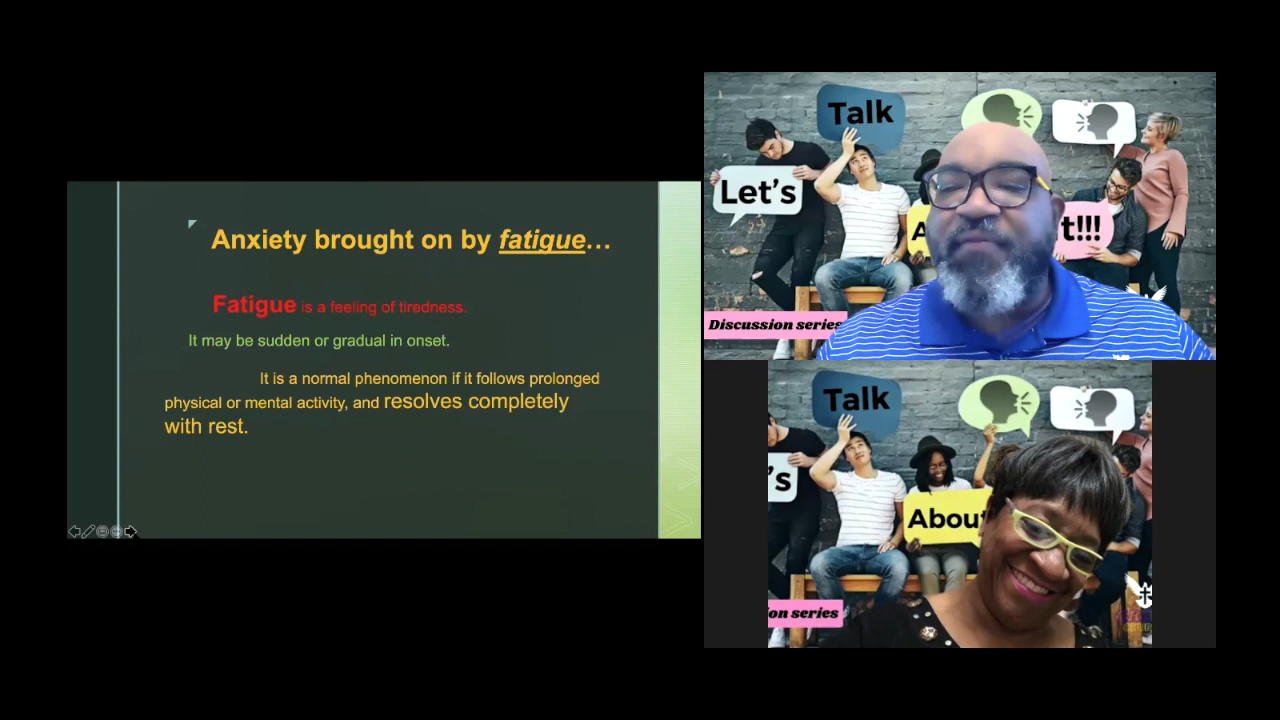 Anxiety brought on by fatigue...
Fatigue is a feeling of tiredness.
It may be sudden or gradual in onset.
It is a normal phenomenon if it follows prolonged
physical or mental activity, and resolves completely
with rest.
Talk
Let's
A
t!!!
Discussion series
Talk
's
About
on series